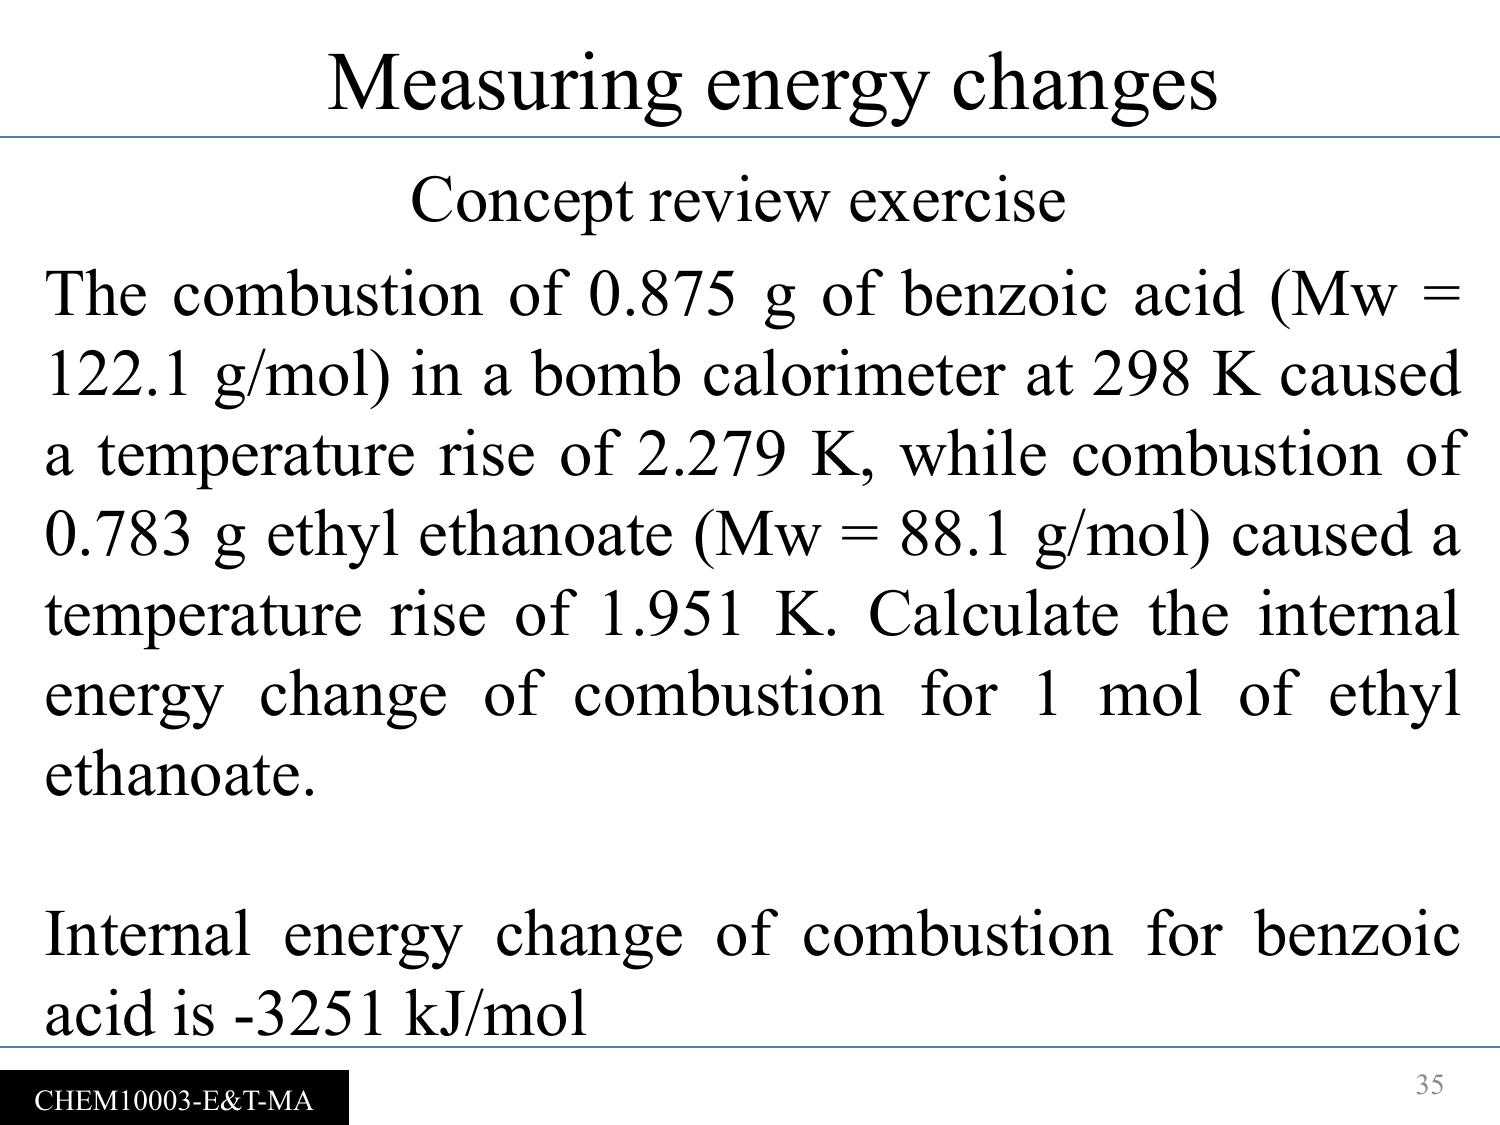 Measuring energy changes
Concept review exercise
The combustion of 0.875 g of benzoic acid (Mw =
122.1 g/mol) in a bomb calorimeter at 298 K caused
a temperature rise of 2.279 K, while combustion of
0.783 g ethyl ethanoate (Mw = 88.1 g/mol) caused a
temperature rise of 1.951 K. Calculate the internal
energy change of combustion for 1 mol of ethyl
ethanoate.
Internal energy change of combustion for benzoic
acid is -3251 kJ/mol
CHEM10003-E&T-MA
35